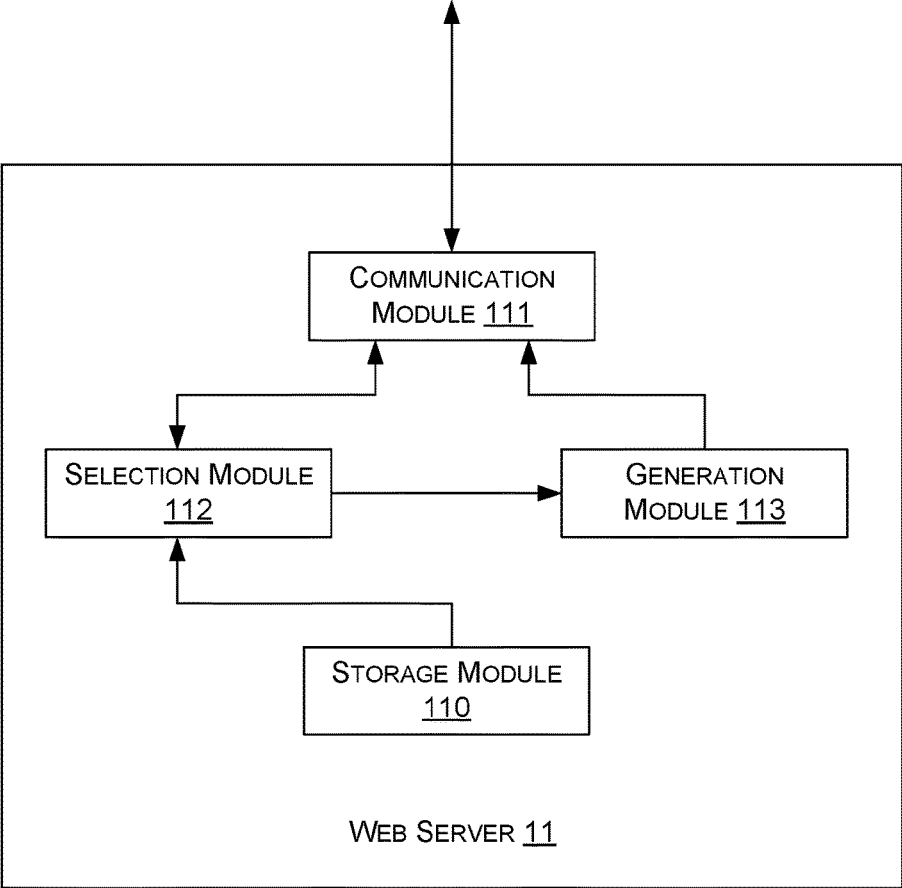 COMMUNICATION
MODULE 111
SELECTION MODULE
112
GENERATION
MODULE 113
STORAGE MODULE
110
WEB SERVER 11